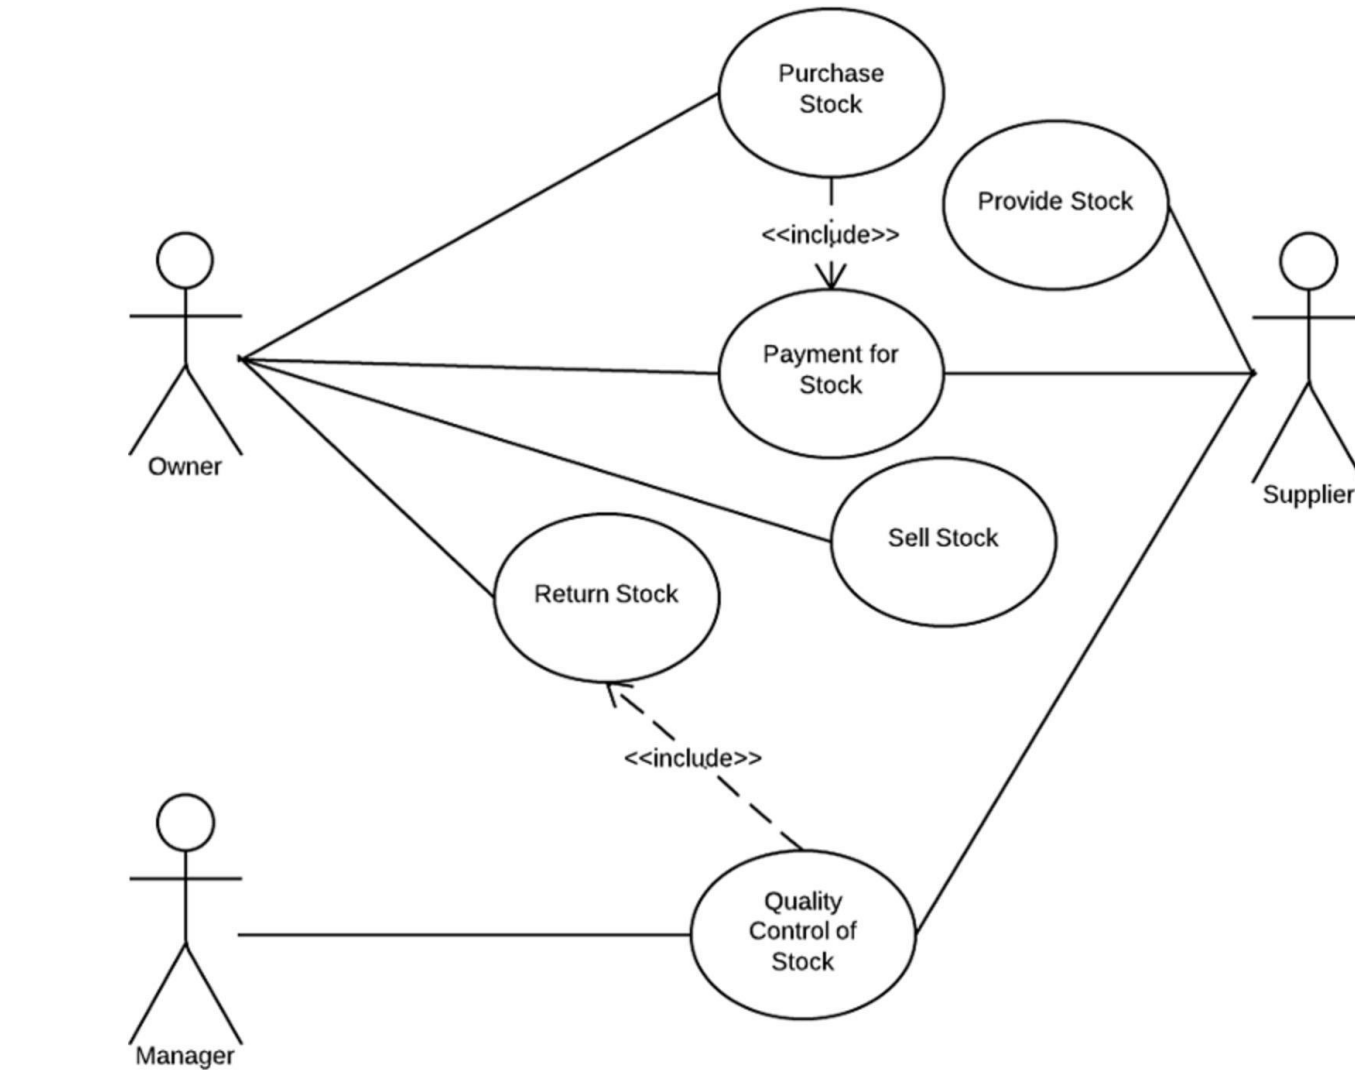 Purchase
Stock
Provide Stock
<<include>>
Payment for
Stock
Owner
Supplier
Sell Stock
Return Stock
<<include>>
Quality
Control of
Stock
Manager